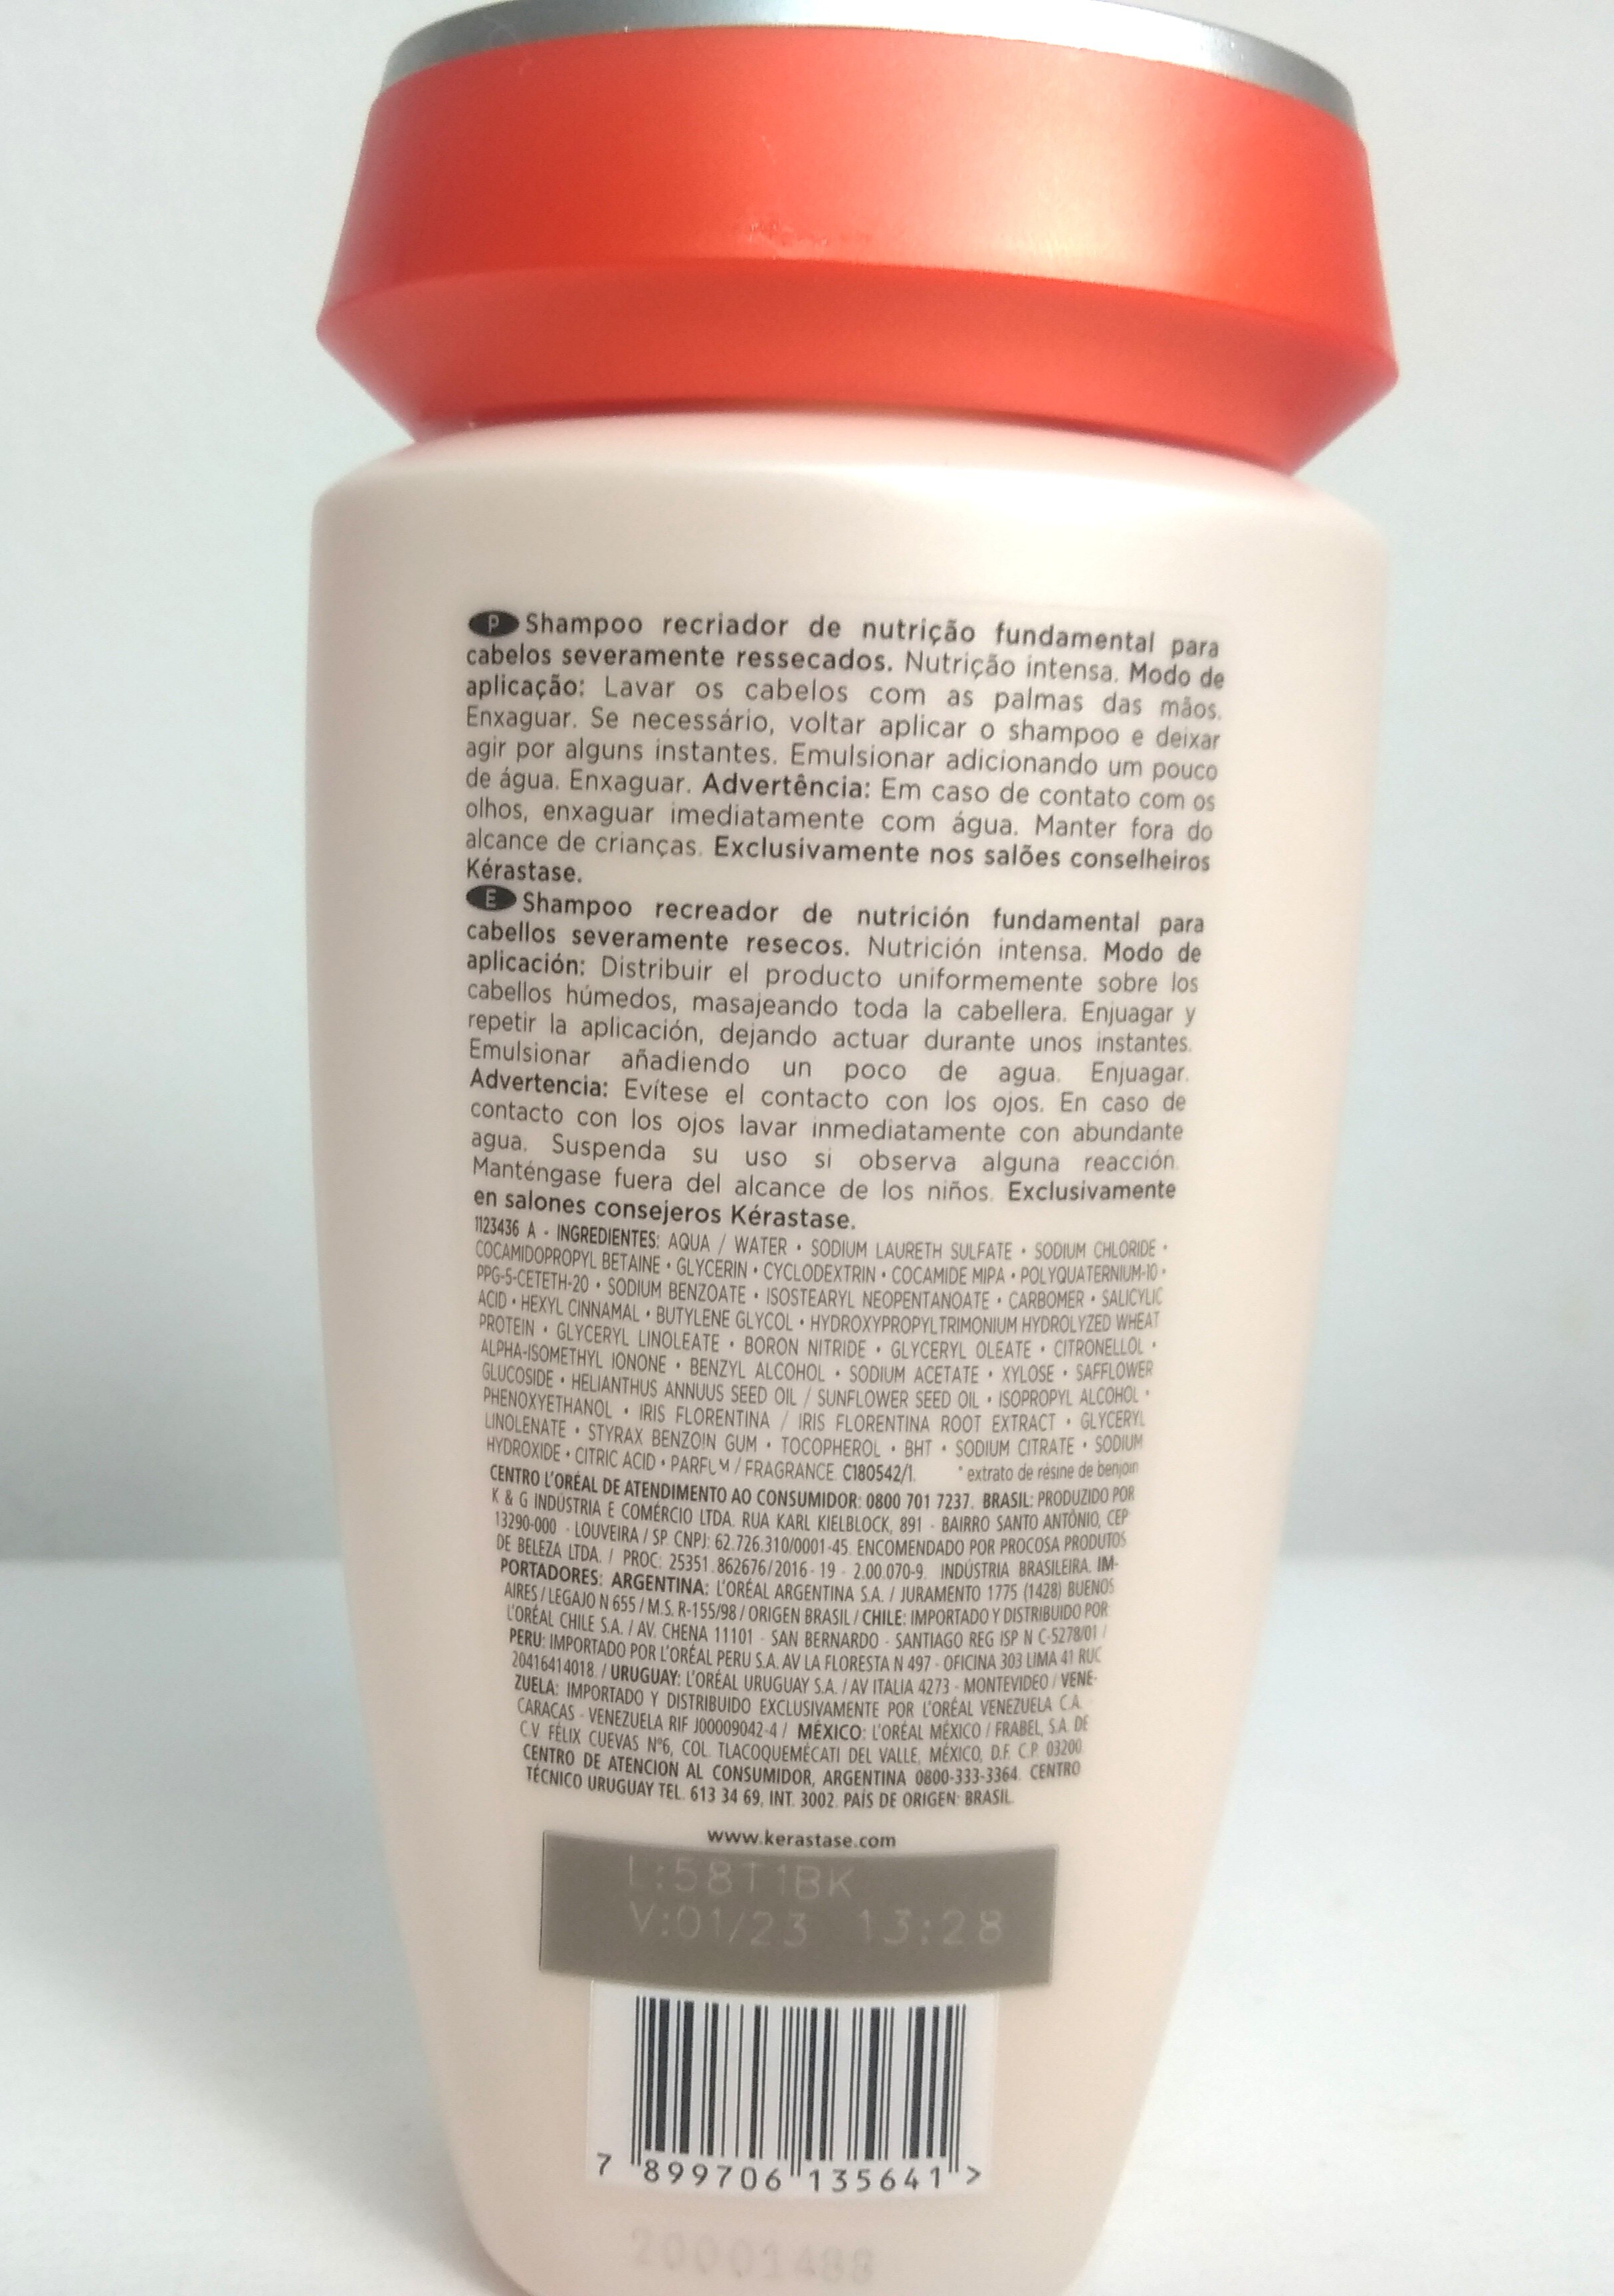 P Shampoo recriador de nutrição fundamental para
cabelos severamente ressecados. Nutrição intensa. Modo de
aplicação: Lavar os cabelos com as palmas das mãos.
Enxaguar. Se necessário, voltar aplicar o shampoo e deixar
agir por alguns instantes. Emulsionar adicionando um pouco
de água. Enxaguar. Advertência: Em caso de contato com os
olhos, enxaguar imediatamente com água. Manter fora do
alcance de crianças. Exclusivamente nos salões conselheiros
Kérastase.
E Shampoo recreador de nutrición fundamental para
cabellos severamente resecos. Nutrición intensa. Modo de
aplicación: Distribuir el producto uniformemente sobre los
cabellos húmedos, masajeando toda la cabellera. Enjuagar y
repetir la aplicación, dejando actuar durante unos instantes.
Emulsionar añadiendo un poco de agua. Enjuagar.
Advertencia: Evítese el contacto con los ojos. En caso de
contacto con los ojos lavar inmediatamente con abundante
agua. Suspenda su uso si observa alguna reacción.
Manténgase fuera del alcance de los niños. Exclusivamente
en salones consejeros Kérastase.
1123436 A - INGREDIENTES: AQUA / WATER • SODIUM LAURETH SULFATE • SODIUM CHLORIDE •
COCAMIDOPROPYL BETAINE • GLYCERIN • CYCLODEXTRIN • COCAMIDE MIPA • POLYQUATERNIUM-10 •
PPG-5-CETETH-20 • SODIUM BENZOATE • ISOSTEARYL NEOPENTANOATE • CARBOMER • SALICYLIC
ACID • HEXYL CINNAMAL • BUTYLENE GLYCOL • HYDROXYPROPYLTRIMONIUM HYDROLYZED WHEAT
PROTEIN • GLYCERYL LINOLEATE • BORON NITRIDE • GLYCERYL OLEATE • CITRONELLOL •
ALPHA-ISOMETHYL IONONE • BENZYL ALCOHOL • SODIUM ACETATE • XYLOSE • SAFFLOWER
GLUCOSIDE • HELIANTHUS ANNUUS SEED OIL / SUNFLOWER SEED OIL • ISOPROPYL ALCOHOL •
PHENOXYETHANOL • IRIS FLORENTINA / IRIS FLORENTINA ROOT EXTRACT • GLYCERYL
LINOLENATE • STYRAX BENZOIN GUM • TOCOPHEROL • BHT • SODIUM CITRATE • SODIUM
HYDROXIDE • CITRIC ACID • PARFUM / FRAGRANCE. C180542/1. * extrato de résine de benjoin
CENTRO L'ORÉAL DE ATENDIMENTO AO CONSUMIDOR: 0800 701 7237. BRASIL: PRODUZIDO POR
K & G INDÚSTRIA E COMÉRCIO LTDA. RUA KARL KIELBLOCK, 891 - BAIRRO SANTO ANTÔNIO, CEP
13290-000 - LOUVEIRA / SP. CNPJ: 62.726.310/0001-45. ENCOMENDADO POR PROCOSA PRODUTOS
DE BELEZA LTDA. / PROC: 25351.862676/2016-19 - 2.00.070-9. INDÚSTRIA BRASILEIRA. IM-
PORTADORES: ARGENTINA: L'ORÉAL ARGENTINA S.A. / JURAMENTO 1775 (1428) BUENOS
AIRES / LEGAJO N 655 / M.S. R-155/98 / ORIGEN BRASIL / CHILE: IMPORTADO Y DISTRIBUIDO POR
L'ORÉAL CHILE S.A. / AV. CHENA 11101 - SAN BERNARDO - SANTIAGO REG ISP N C-5278/01 /
PERU: IMPORTADO POR L'ORÉAL PERU S.A. AV LA FLORESTA N 497 - OFICINA 303 LIMA 41 RUC
20416414018. / URUGUAY: L'ORÉAL URUGUAY S.A. / AV ITALIA 4273 - MONTEVIDEO / VENE-
ZUELA: IMPORTADO Y DISTRIBUIDO EXCLUSIVAMENTE POR L'ORÉAL VENEZUELA C.A.
CARACAS - VENEZUELA RIF J00009042-4 / MÉXICO: L'ORÉAL MÉXICO / FRABEL, S.A. DE
C.V. FÉLIX CUEVAS Nº6, COL. TLACOQUEMÉCATI DEL VALLE, MÉXICO, D.F. C.P. 03200.
CENTRO DE ATENCION AL CONSUMIDOR, ARGENTINA 0800-333-3364. CENTRO
TÉCNICO URUGUAY TEL. 613 34 69, INT. 3002. PAÍS DE ORIGEN: BRASIL.
www.kerastase.com
L:58T1BK
V:01/23 13:28
7 899706 135641 >
20001488